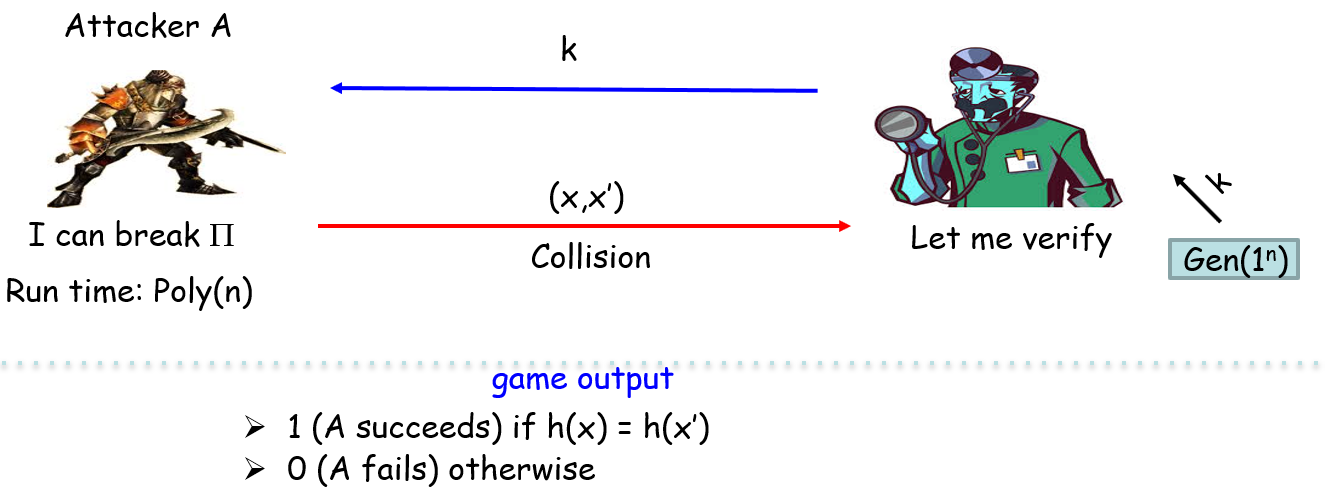 Attacker A
k
(x,x′)
Collision
I can break Π
Run time: Poly(n)
Let me verify
k
Gen(1ⁿ)
game output
➢ 1 (A succeeds) if h(x) = h(x′)
➢ 0 (A fails) otherwise